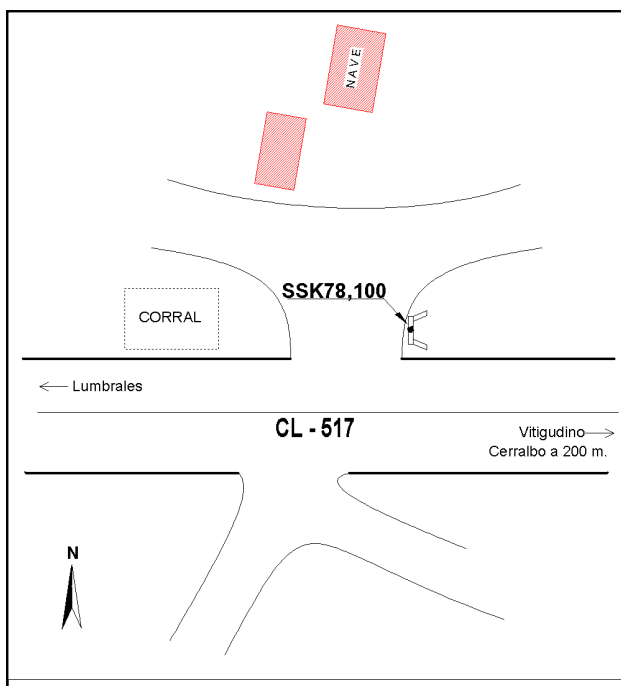 NAVE
SSK78,100
CORRAL
Lumbrales
CL - 517
Vitigudino
Cerralbo a 200 m.
N